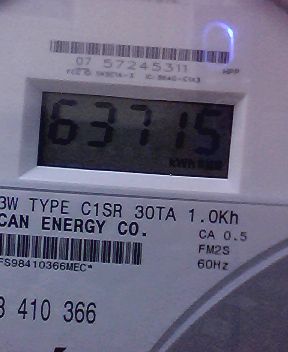 07 57245311
63715
kWh
3W TYPE C1SR 30TA 1.0Kh
CAN ENERGY CO.
CA 0.5
FM2S
60Hz
FS98410366MEC*
8 410 366